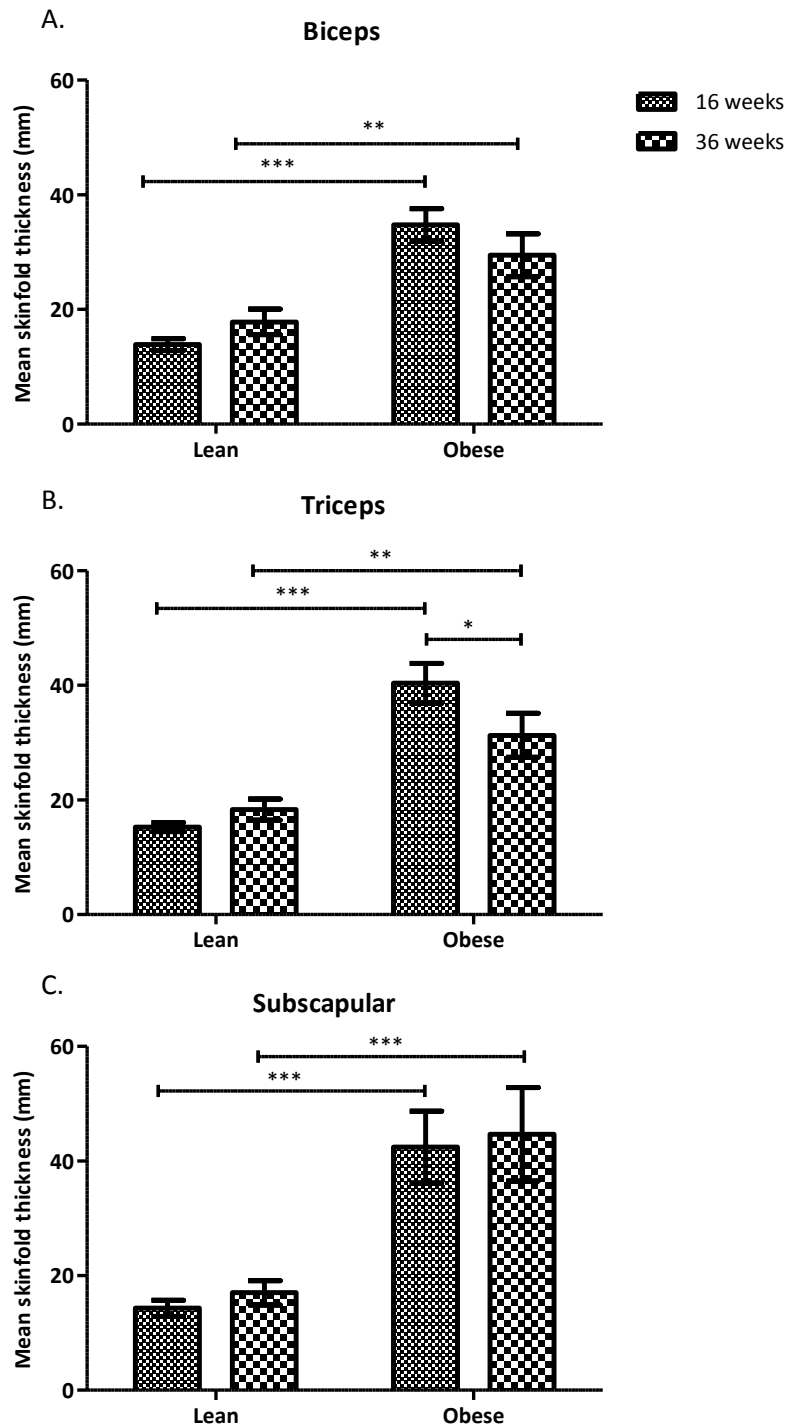 A.
Biceps
Mean skinfold thickness (mm)
60
40
20
0
**
***
Lean
Obese
16 weeks
36 weeks
B.
Triceps
Mean skinfold thickness (mm)
60
40
20
0
**
***
*
Lean
Obese
C.
Subscapular
Mean skinfold thickness (mm)
60
40
20
0
***
***
Lean
Obese